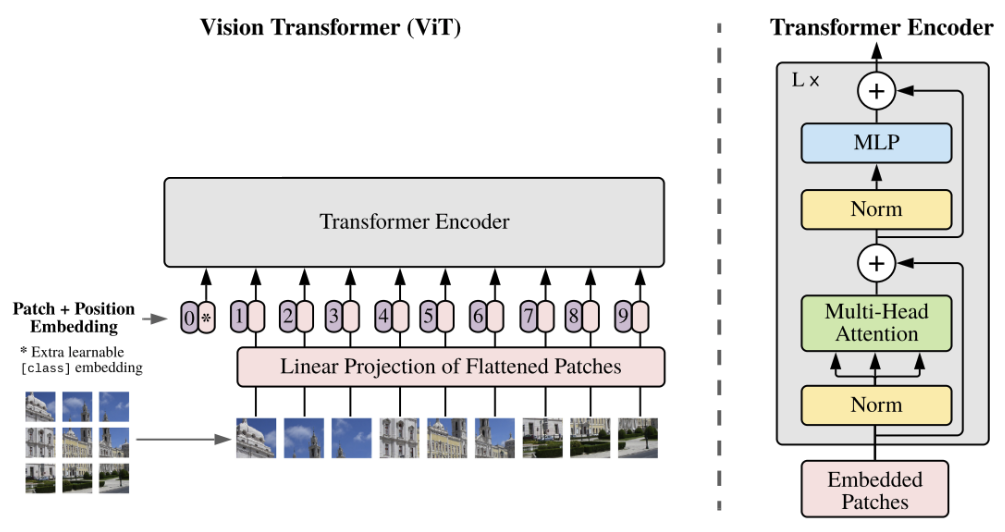 Vision Transformer (ViT)
Transformer Encoder
0 * 1 2 3 4 5 6 7 8 9
Patch + Position
Embedding
* Extra learnable
[class] embedding
Linear Projection of Flattened Patches
Transformer Encoder
L ×
+
MLP
Norm
+
Multi-Head
Attention
Norm
Embedded
Patches